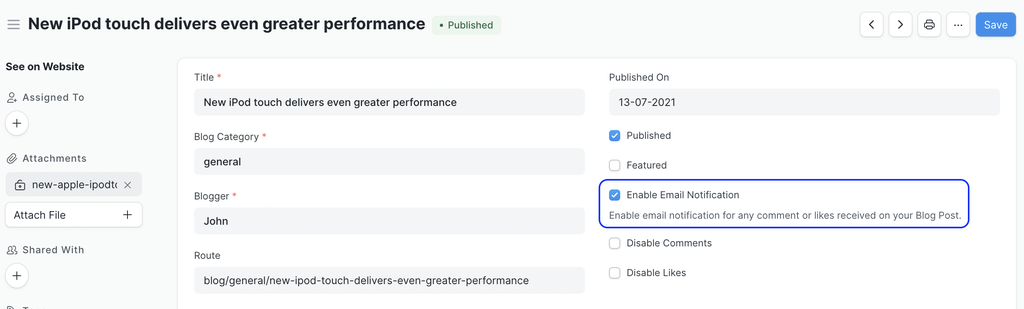 New iPod touch delivers even greater performance
Published
...
Save
See on Website
Assigned To
Attachments
new-apple-ipodt
Attach File
Shared With
Title *
New iPod touch delivers even greater performance
Blog Category *
general
Blogger *
John
Route
blog/general/new-ipod-touch-delivers-even-greater-performance
Published On
13-07-2021
Published
Featured
Enable Email Notification
Enable email notification for any comment or likes received on your Blog Post.
Disable Comments
Disable Likes